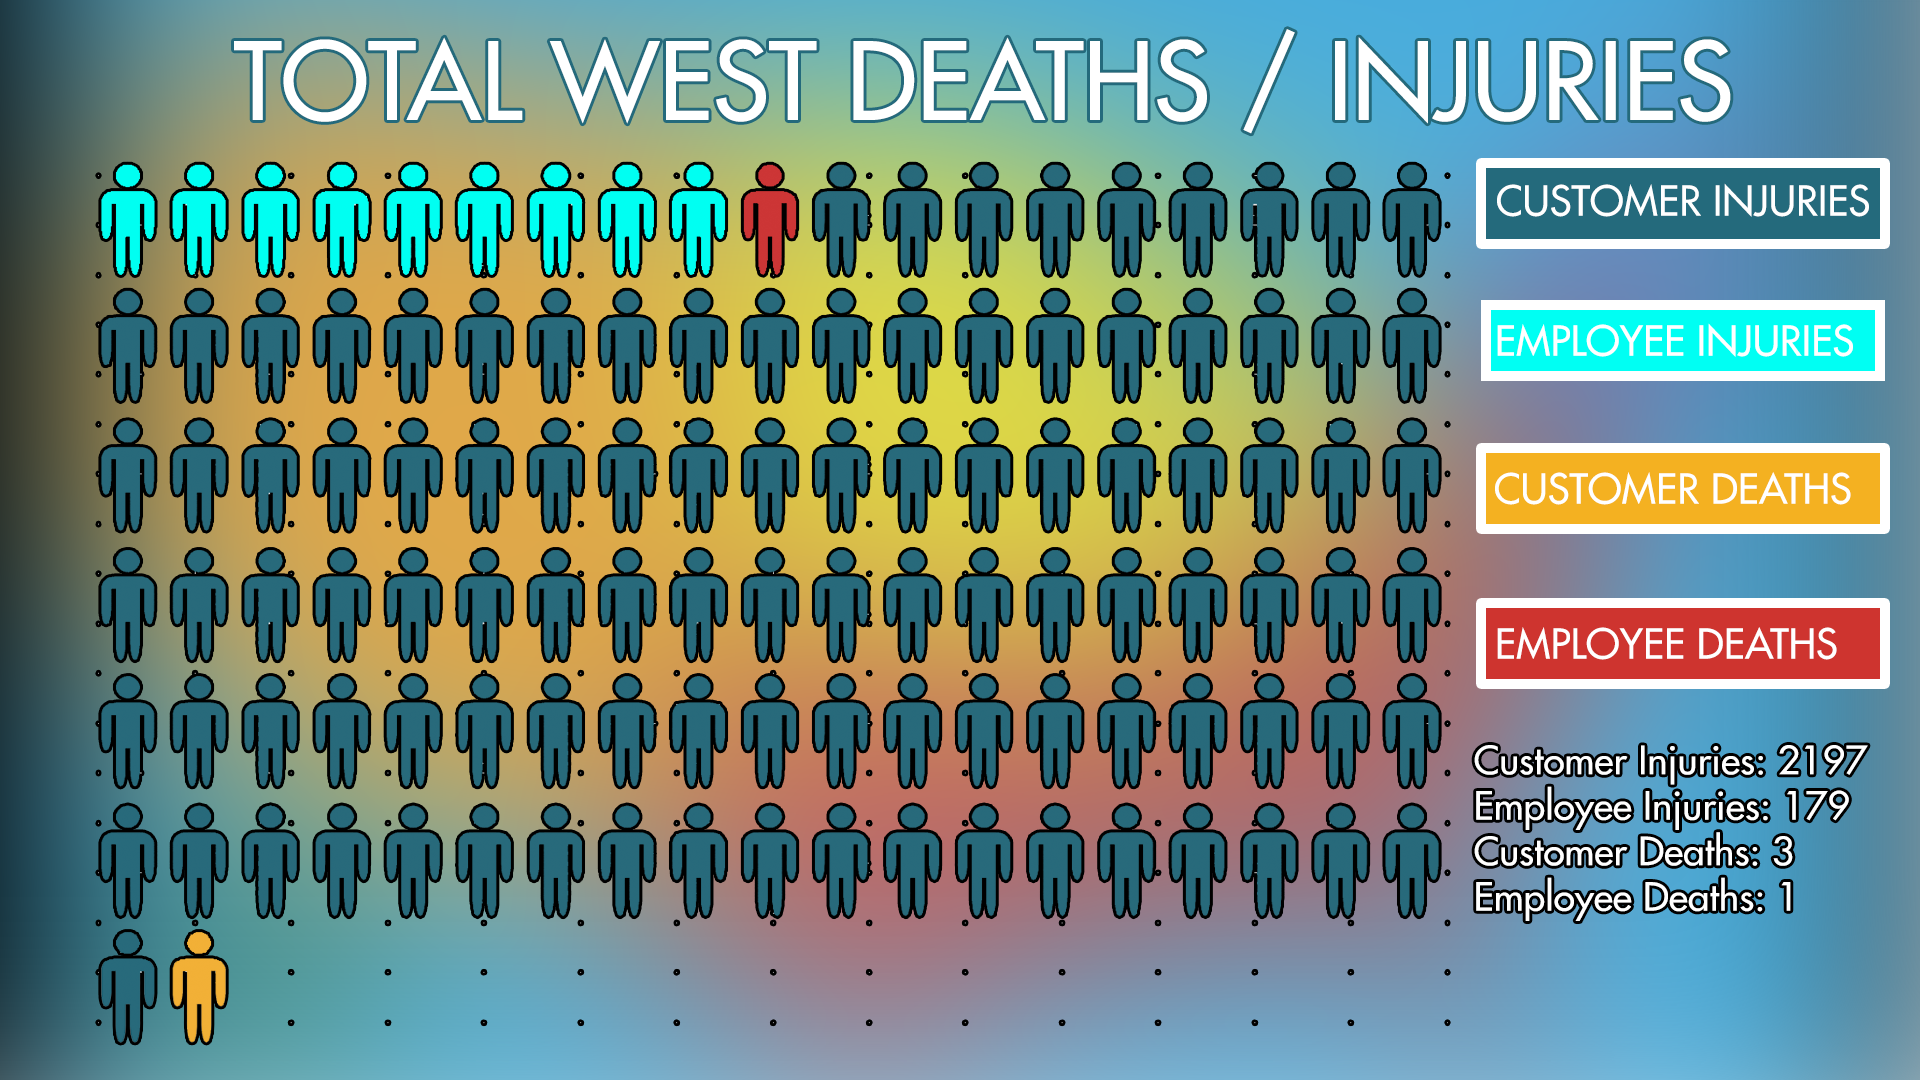 TOTAL WEST DEATHS / INJURIES
CUSTOMER INJURIES
EMPLOYEE INJURIES
CUSTOMER DEATHS
EMPLOYEE DEATHS
Customer Injuries: 2197
Employee Injuries: 179
Customer Deaths: 3
Employee Deaths: 1